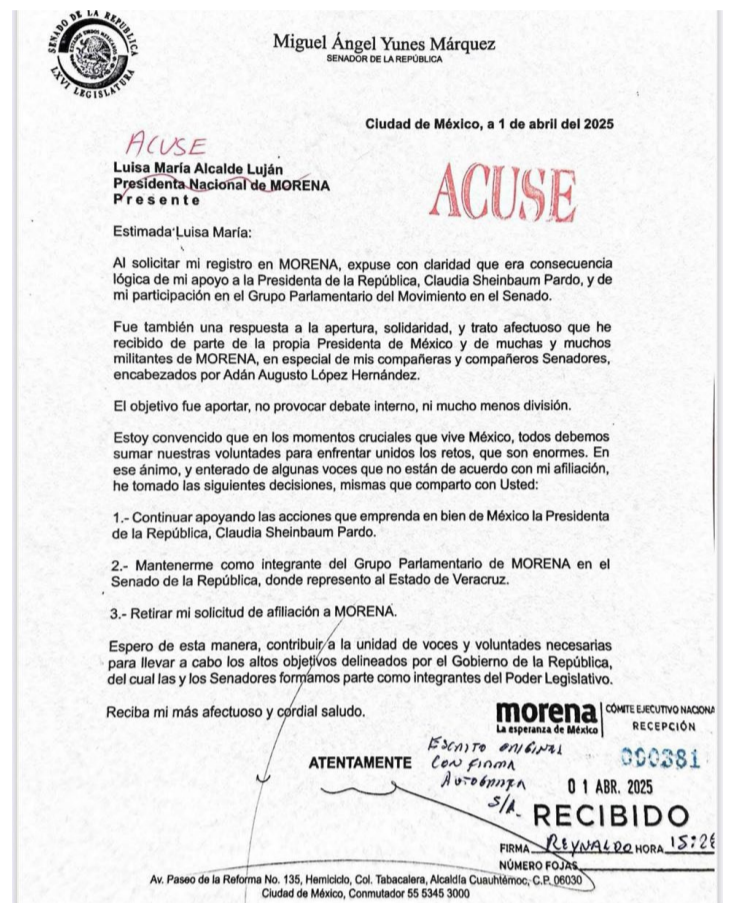 SENADO DE LA REPÚBLICA
LXVI LEGISLATURA
Miguel Ángel Yunes Márquez
SENADOR DE LA REPÚBLICA
Ciudad de México, a 1 de abril del 2025
ACUSE
Luisa María Alcalde Luján
Presidenta Nacional de MORENA
Presente
ACUSE
Estimada Luisa María:
Al solicitar mi registro en MORENA, expuse con claridad que era consecuencia
lógica de mi apoyo a la Presidenta de la República, Claudia Sheinbaum Pardo, y de
mi participación en el Grupo Parlamentario del Movimiento en el Senado.
Fue también una respuesta a la apertura, solidaridad, y trato afectuoso que he
recibido de parte de la propia Presidenta de México y de muchas y muchos
militantes de MORENA, en especial de mis compañeras y compañeros Senadores,
encabezados por Adán Augusto López Hernández.
El objetivo fue aportar, no provocar debate interno, ni mucho menos división.
Estoy convencido que en los momentos cruciales que vive México, todos debemos
sumar nuestras voluntades para enfrentar unidos los retos, que son enormes. En
ese ánimo, y enterado de algunas voces que no están de acuerdo con mi afiliación,
he tomado las siguientes decisiones, mismas que comparto con Usted:
1.- Continuar apoyando las acciones que emprenda en bien de México la Presidenta
de la República, Claudia Sheinbaum Pardo.
2.- Mantenerme como integrante del Grupo Parlamentario de MORENA en el
Senado de la República, donde represento al Estado de Veracruz.
3.- Retirar mi solicitud de afiliación a MORENA.
Espero de esta manera, contribuir a la unidad de voces y voluntades necesarias
para llevar a cabo los altos objetivos delineados por el Gobierno de la República,
del cual las y los Senadores formamos parte como integrantes del Poder Legislativo.
Reciba mi más afectuoso y cordial saludo.
morena
La esperanza de México
COMITE EJECUTIVO NACIONA
RECEPCIÓN
ATENTAMENTE
ESCRITO ORIGINAL
CON FIRMA
AUTOGRAFA
S/A.
000381
01 ABR. 2025
RECIBIDO
FIRMA REYNALDO HORA 15:28
NÚMERO FOJAS
Av. Paseo de la Reforma No. 135, Hemiciclo, Col. Tabacalera, Alcaldía Cuauhtémoc, C.P. 06030
Ciudad de México, Conmutador 55 5345 3000